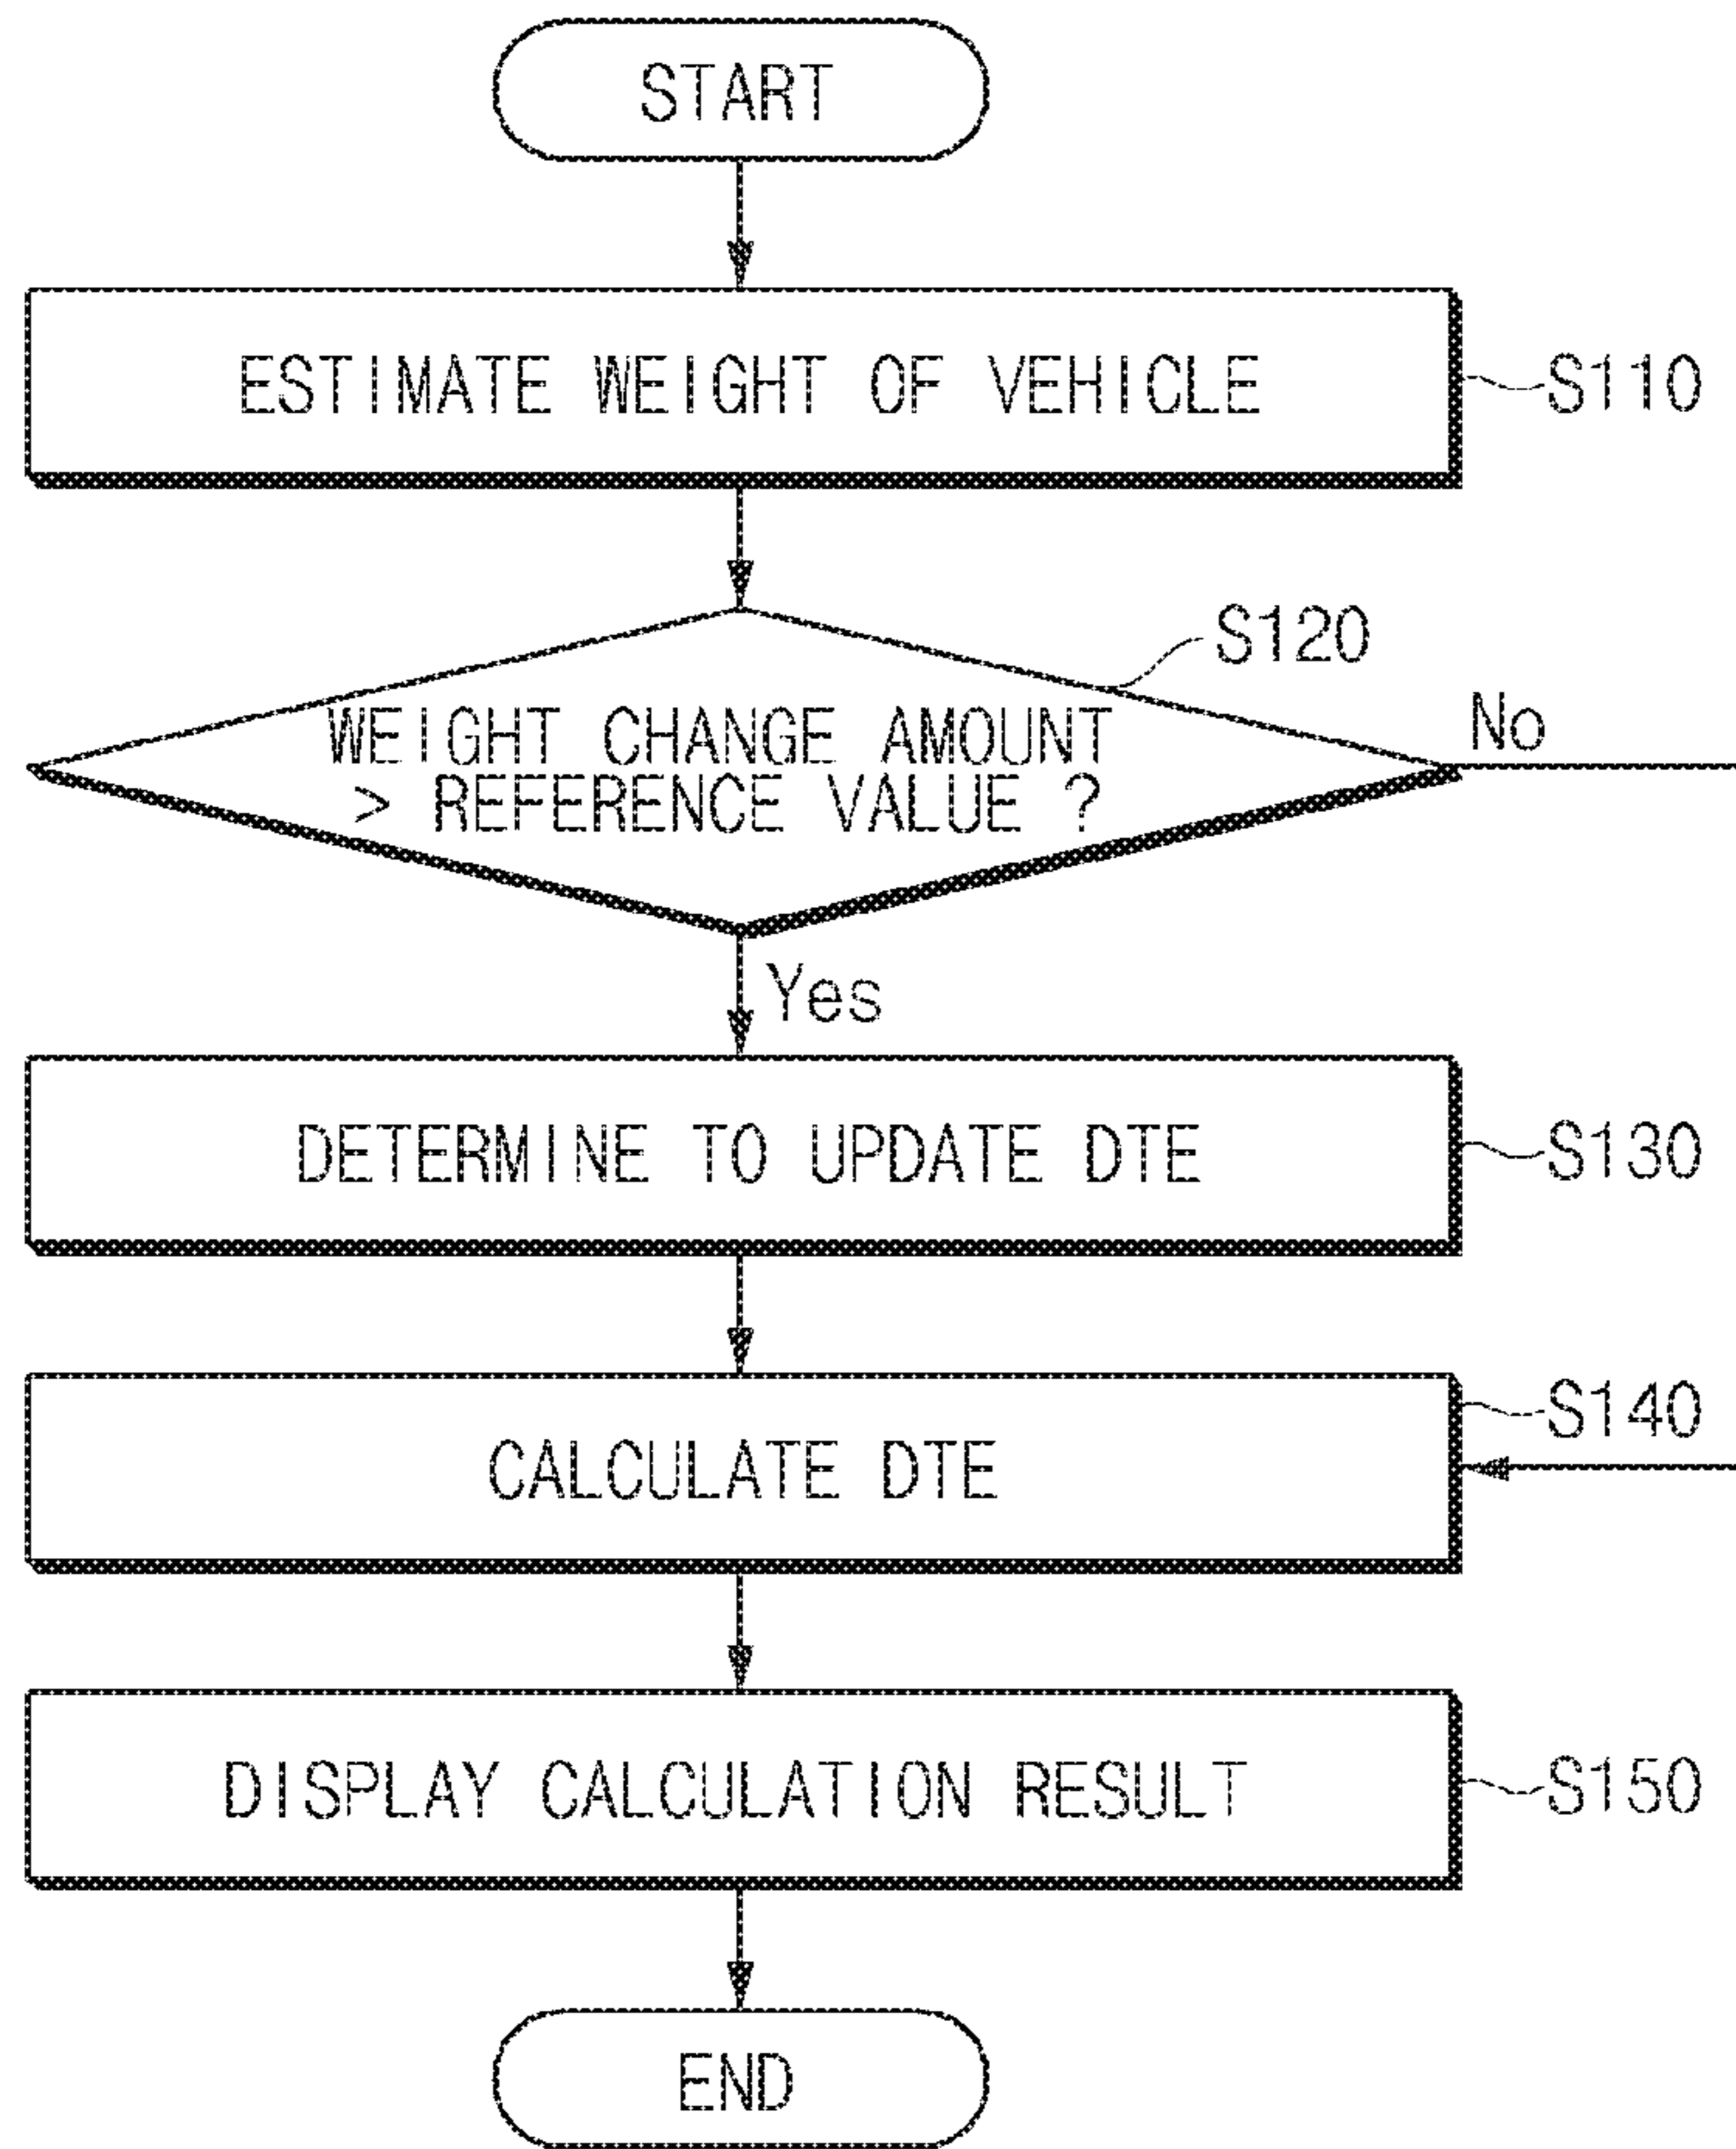 START
ESTIMATE WEIGHT OF VEHICLE
S110
S120
WEIGHT CHANGE AMOUNT
> REFERENCE VALUE ?
No
Yes
DETERMINE TO UPDATE DTE
S130
CALCULATE DTE
S140
DISPLAY CALCULATION RESULT
S150
END